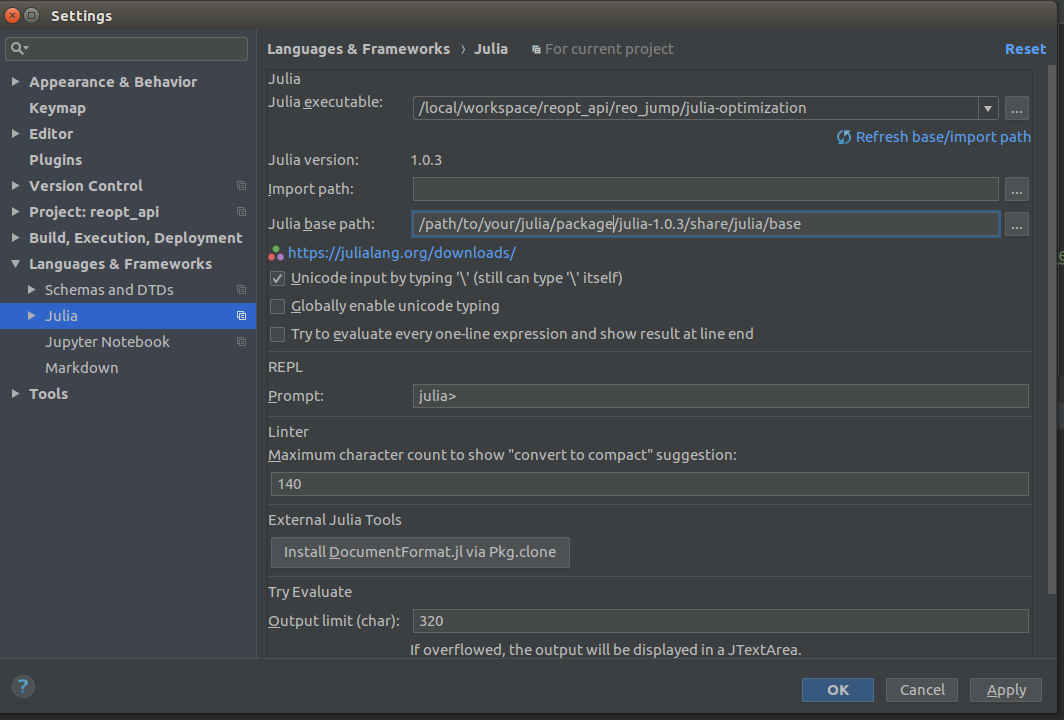 Settings
Languages & Frameworks › Julia For current project Reset
Appearance & Behavior
Keymap
Editor
Plugins
Version Control
Project: reopt_api
Build, Execution, Deployment
Languages & Frameworks
Schemas and DTDs
Julia
Jupyter Notebook
Markdown
Tools
Julia
Julia executable: /local/workspace/reopt_api/reo_jump/julia-optimization ...
Refresh base/import path
Julia version: 1.0.3
Import path: ...
Julia base path: /path/to/your/julia/package/julia-1.0.3/share/julia/base ...
https://julialang.org/downloads/
Unicode input by typing '\' (still can type '\' itself)
Globally enable unicode typing
Try to evaluate every one-line expression and show result at line end
REPL
Prompt: julia>
Linter
Maximum character count to show "convert to compact" suggestion:
140
External Julia Tools
Install DocumentFormat.jl via Pkg.clone
Try Evaluate
Output limit (char): 320
If overflowed, the output will be displayed in a JTextArea.
? OK Cancel Apply